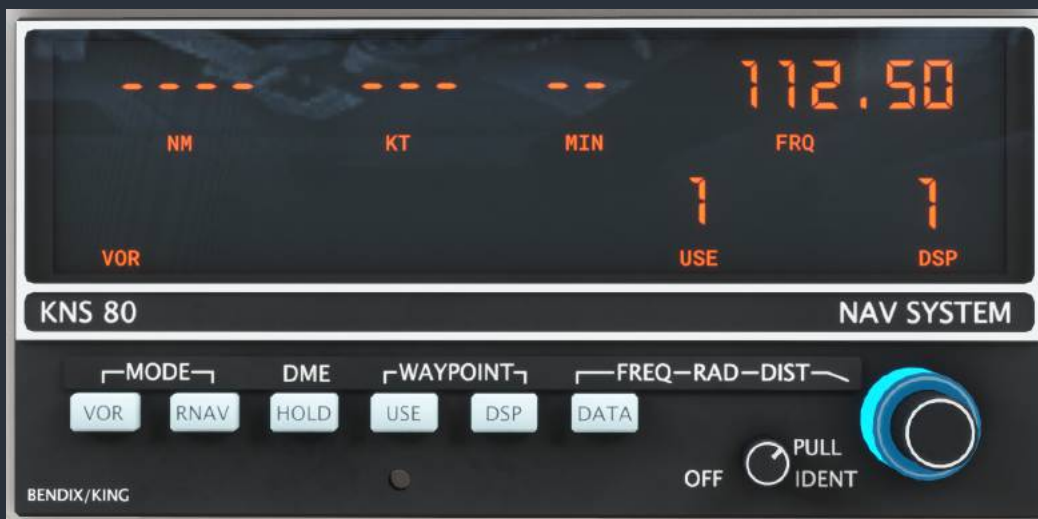 ---- --- -- 112.50
NM KT MIN FRQ
1 1
VOR USE DSP
KNS 80 NAV SYSTEM
MODE DME WAYPOINT FREQ-RAD-DIST
VOR RNAV HOLD USE DSP DATA
OFF PULL IDENT
BENDIX/KING